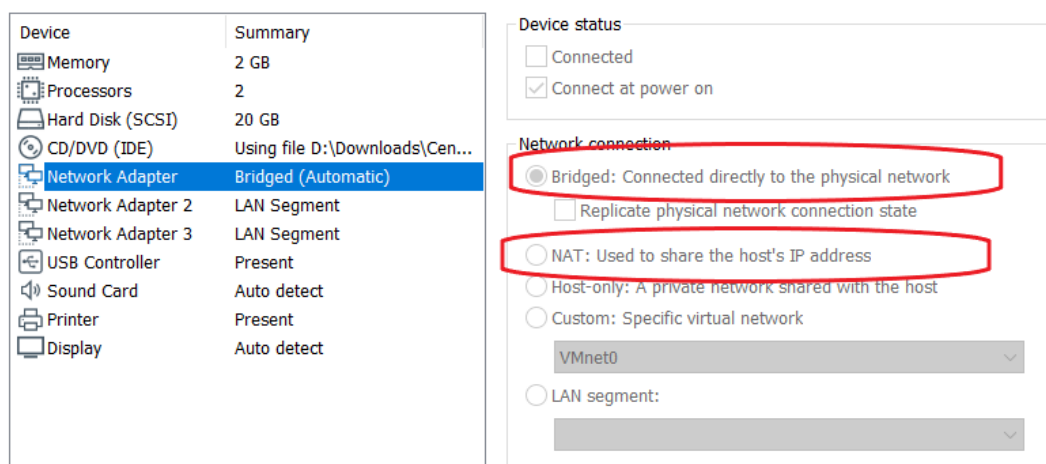 Device Summary
Memory 2 GB
Processors 2
Hard Disk (SCSI) 20 GB
CD/DVD (IDE) Using file D:\Downloads\Cen...
Network Adapter Bridged (Automatic)
Network Adapter 2 LAN Segment
Network Adapter 3 LAN Segment
USB Controller Present
Sound Card Auto detect
Printer Present
Display Auto detect
Device status
Connected
Connect at power on
Network connection
Bridged: Connected directly to the physical network
Replicate physical network connection state
NAT: Used to share the host's IP address
Host-only: A private network shared with the host
Custom: Specific virtual network
VMnet0
LAN segment: